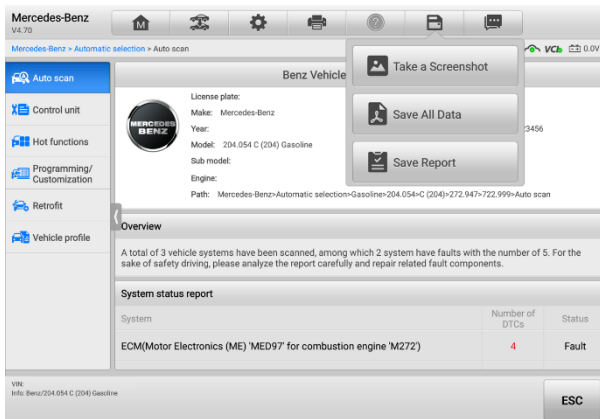 Mercedes-Benz
V4.70
M
?
Mercedes-Benz > Automatic selection > Auto scan
VCI 0.0V
Auto scan
Control unit
Hot functions
Programming/
Customization
Retrofit
Vehicle profile
Take a Screenshot
Save All Data
Save Report
Benz Vehicle
MERCEDES
BENZ
License plate:
Make: Mercedes-Benz
Year:
23456
Model: 204.054 C (204) Gasoline
Sub model:
Engine:
Path: Mercedes-Benz>Automatic selection>Gasoline>204.054>C (204)>272.947>722.999>Auto scan
Overview
A total of 3 vehicle systems have been scanned, among which 2 system have faults with the number of 5. For the
sake of safety driving, please analyze the report carefully and repair related fault components.
System status report
System
Number of
DTCs
Status
ECM(Motor Electronics (ME) 'MED97' for combustion engine 'M272')
4
Fault
VIN:
Info: Benz/204.054 C (204) Gasoline
ESC